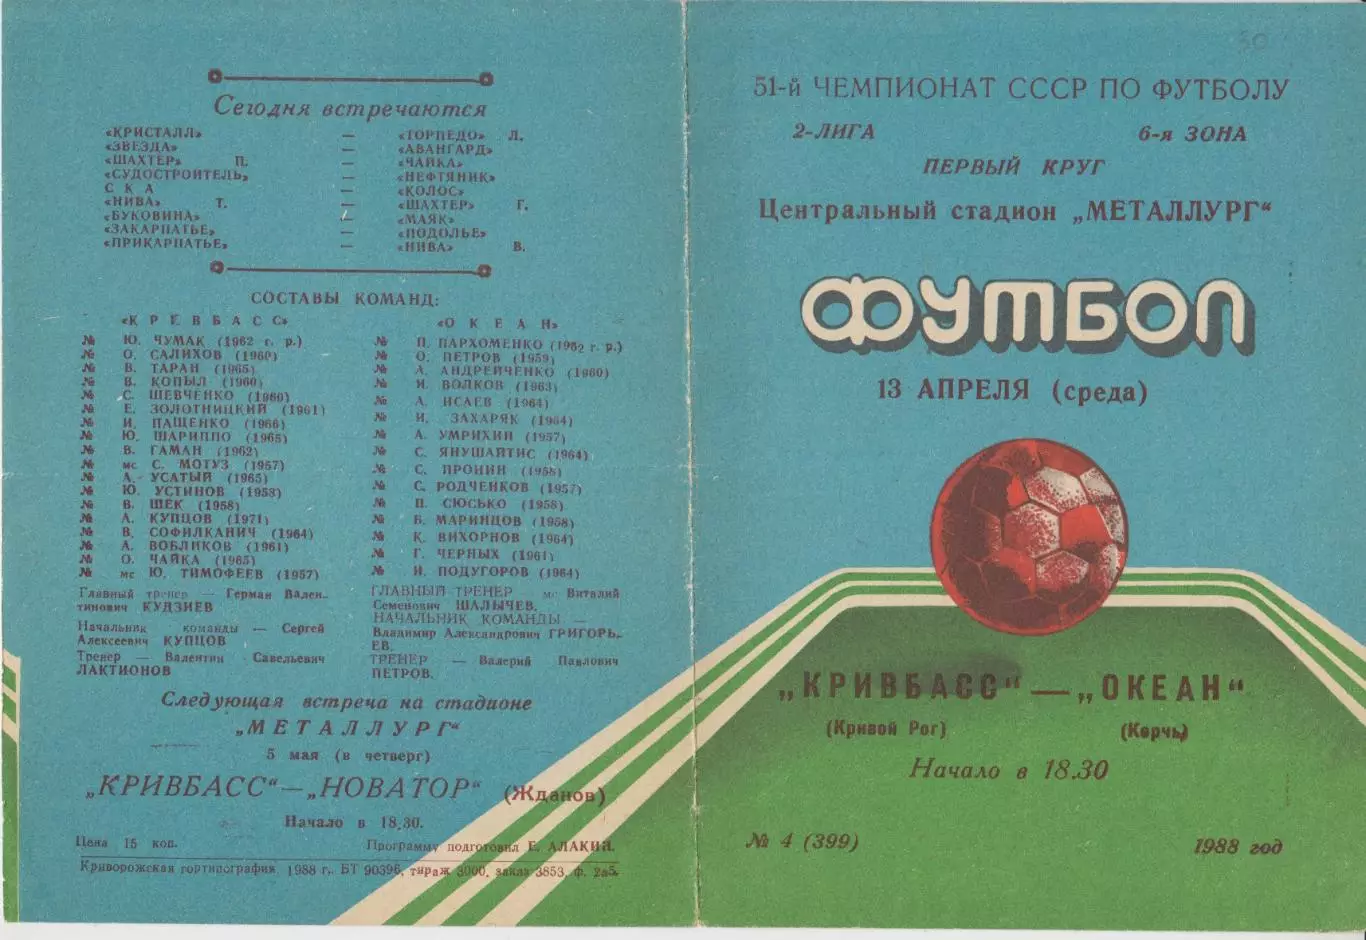 Сегодня встречаются
«КРИСТАЛЛ» — «ТОРПЕДО» Л.
«ЗВЕЗДА» — «АВАНГАРД»
«ШАХТЕР» П. — «ЧАЙКА»
«СУДОСТРОИТЕЛЬ» — «НЕФТЯНИК»
С К А — «КОЛОС»
«НИВА» Т. — «ШАХТЕР» Г.
«БУКОВИНА» — «МАЯК»
«ЗАКАРПАТЬЕ» — «ПОДОЛЬЕ»
«ПРИКАРПАТЬЕ» — «НИВА» В.
СОСТАВЫ КОМАНД:
«К Р И В Б А С С»
№ Ю. ЧУМАК (1962 г. р.)
№ О. САЛИХОВ (1960)
№ В. ТАРАН (1965)
№ В. КОПЫЛ (1960)
№ С. ШЕВЧЕНКО (1960)
№ Е. ЗОЛОТНИЦКИЙ (1961)
№ И. ПАЩЕНКО (1966)
№ Ю. ШАРИППО (1965)
№ В. ГАМАН (1962)
№ мс С. МОТУЗ (1957)
№ А. УСАТЫЙ (1965)
№ Ю. УСТИНОВ (1958)
№ В. ШЕК (1958)
№ А. КУПЦОВ (1971)
№ В. СОФИЛКАНИЧ (1964)
№ А. ВОБЛИКОВ (1961)
№ О. ЧАЙКА (1965)
№ мс Ю. ТИМОФЕЕВ (1957)
Главный тренер — Герман Вален-
тинович КУДЗИЕВ
Начальник команды — Сергей
Алексеевич КУПЦОВ
Тренер — Валентин Савельевич
ЛАКТИОНОВ
«О К Е А Н»
№ П. ПАРХОМЕНКО (1962 г. р.)
№ О. ПЕТРОВ (1959)
№ А. АНДРЕЙЧЕНКО (1960)
№ И. ВОЛКОВ (1963)
№ А. ИСАЕВ (1964)
№ И. ЗАХАРЯК (1964)
№ А. УМРИХИН (1957)
№ С. ЯНУШАЙТИС (1964)
№ С. ПРОНИН (1958)
№ С. РОДЧЕНКОВ (1957)
№ П. СЮСЬКО (1958)
№ Б. МАРИНЦОВ (1958)
№ К. ВИХОРНОВ (1964)
№ Г. ЧЕРНЫХ (1961)
№ И. ПОДУГОРОВ (1964)
ГЛАВНЫЙ ТРЕНЕР мс Виталий
Семенович ШАЛЫЧЕВ.
НАЧАЛЬНИК КОМАНДЫ —
Владимир Александрович ГРИГОРЬ-
ЕВ.
ТРЕНЕР — Валерий Павлович
ПЕТРОВ.
Следующая встреча на стадионе
„МЕТАЛЛУРГ“
5 мая (в четверг)
„КРИВБАСС“—„НОВАТОР“ (Жданов)
Начало в 18.30.
Цена 15 коп. Программу подготовил Е. АЛАКИЙ.
Криворожская гортипография 1988 г., БТ 90396, тираж 3000, заказ 3853, ф. 2а5.
50
51-й ЧЕМПИОНАТ СССР ПО ФУТБОЛУ
2-ЛИГА 6-я ЗОНА
ПЕРВЫЙ КРУГ
Центральный стадион „МЕТАЛЛУРГ“
ФУТБОЛ
13 АПРЕЛЯ (среда)
„КРИВБАСС“ — „ОКЕАН“
(Кривой Рог) (Керчь)
Начало в 18.30
№ 4 (399) 1988 год